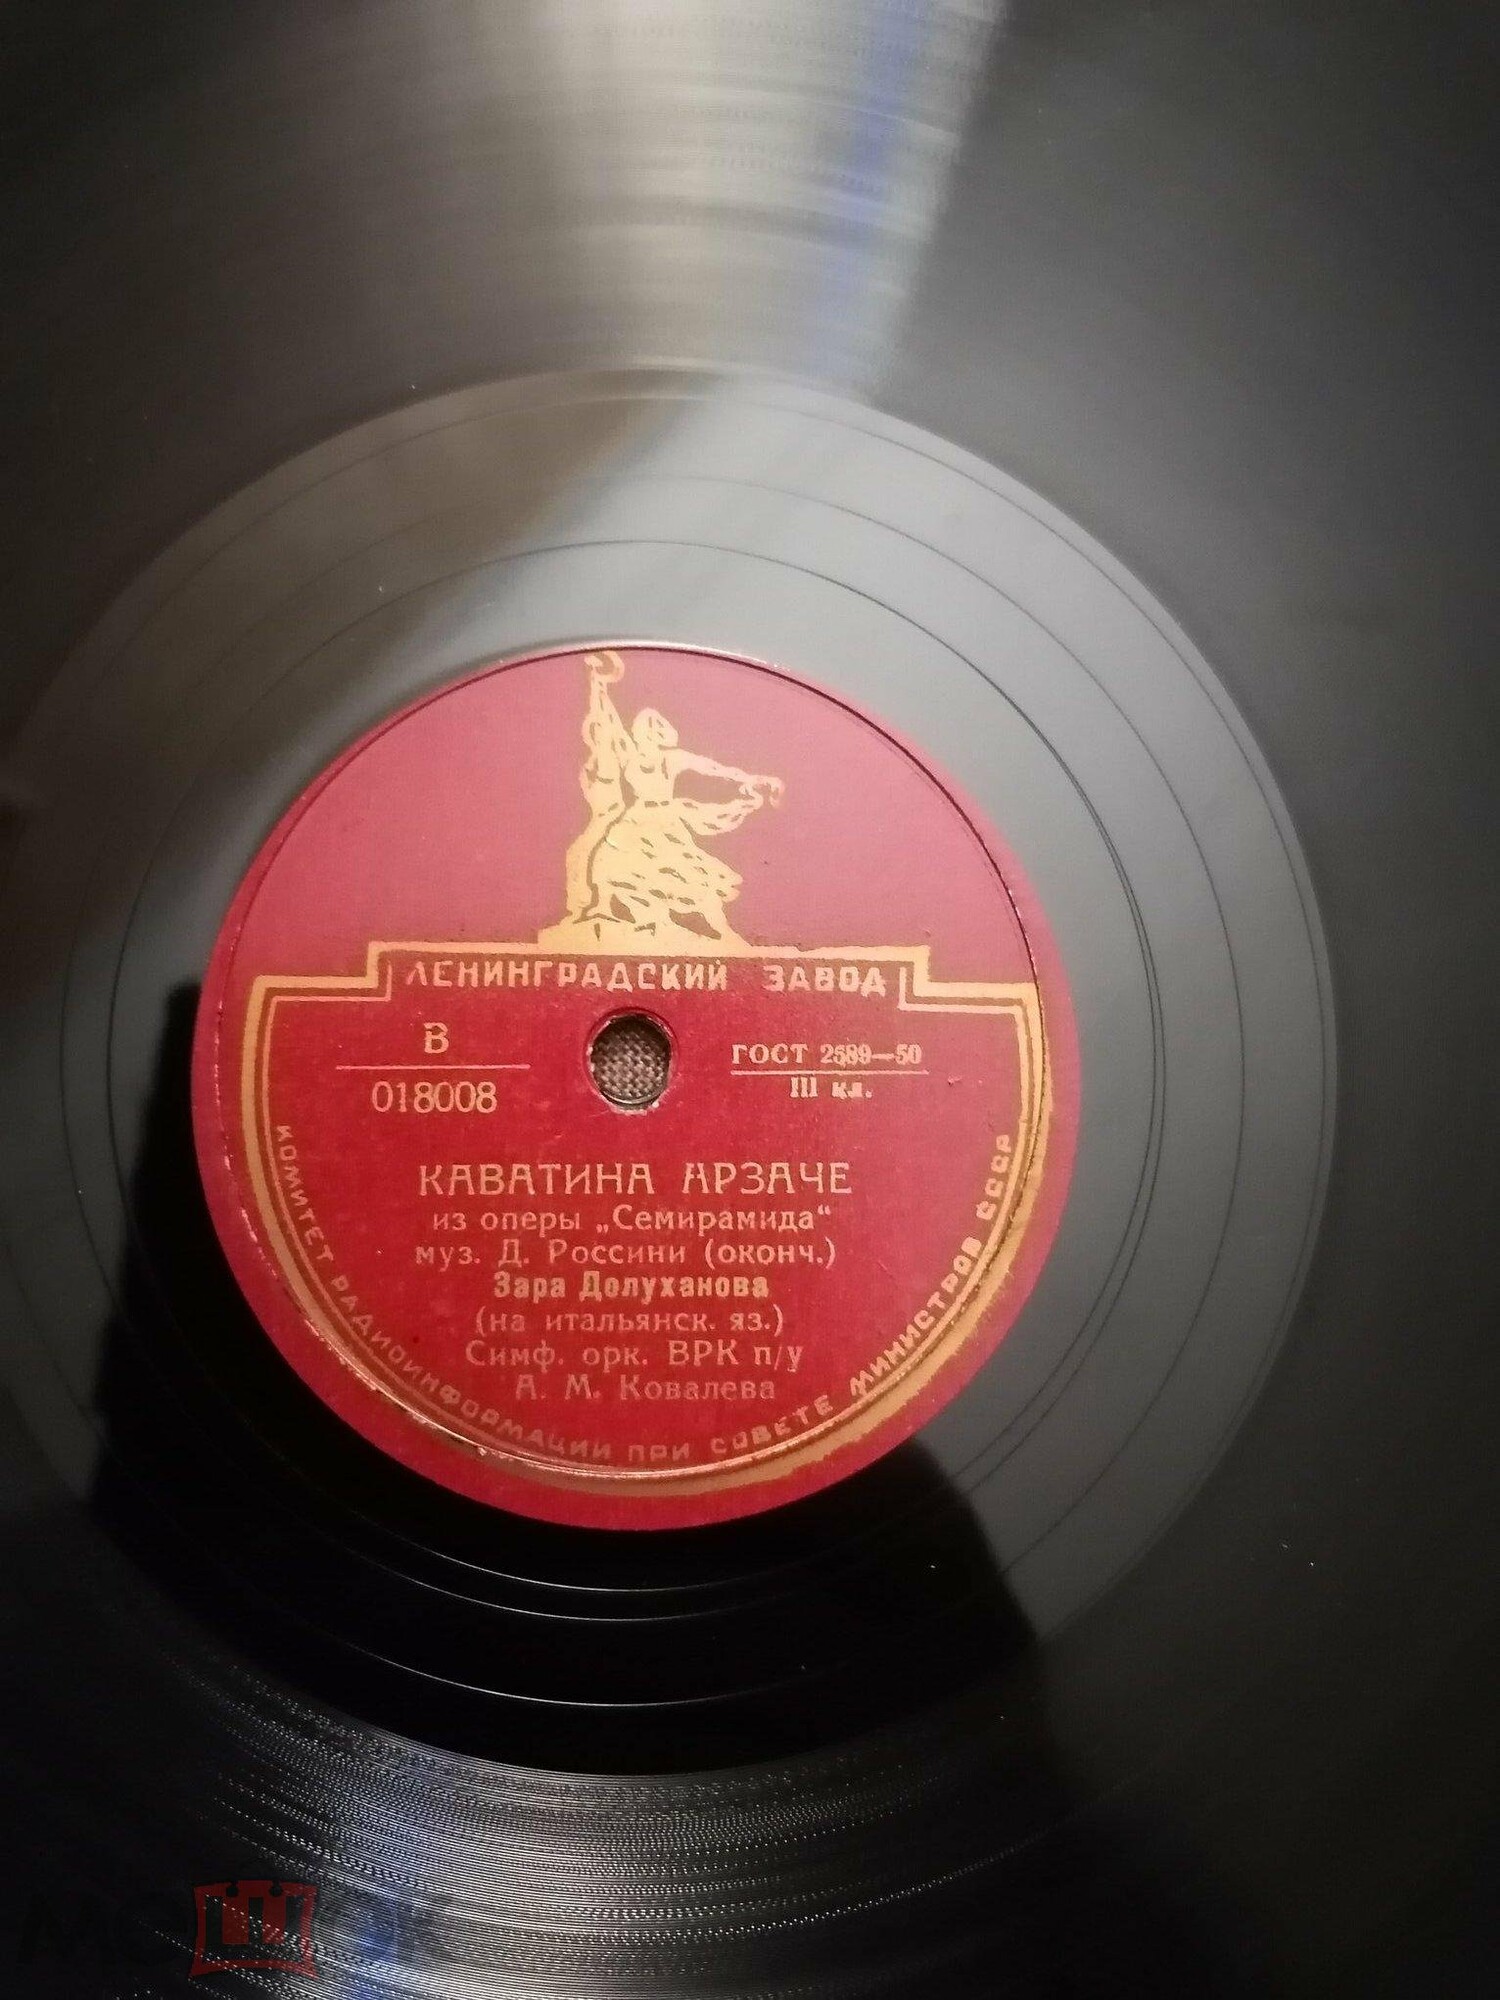 ЛЕНИНГРАДСКИЙ ЗАВОД
В
018008
ГОСТ 2589—50
III кл.
КАВАТИНА АРЗАЧЕ
из оперы „Семирамида“
муз. Д. Россини (оконч.)
Зара Долуханова
(на итальянск. яз.)
Симф. орк. ВРК п/у
А. М. Ковалева
КОМИТЕТ РАДИОИНФОРМАЦИИ ПРИ СОВЕТЕ МИНИСТРОВ СССР